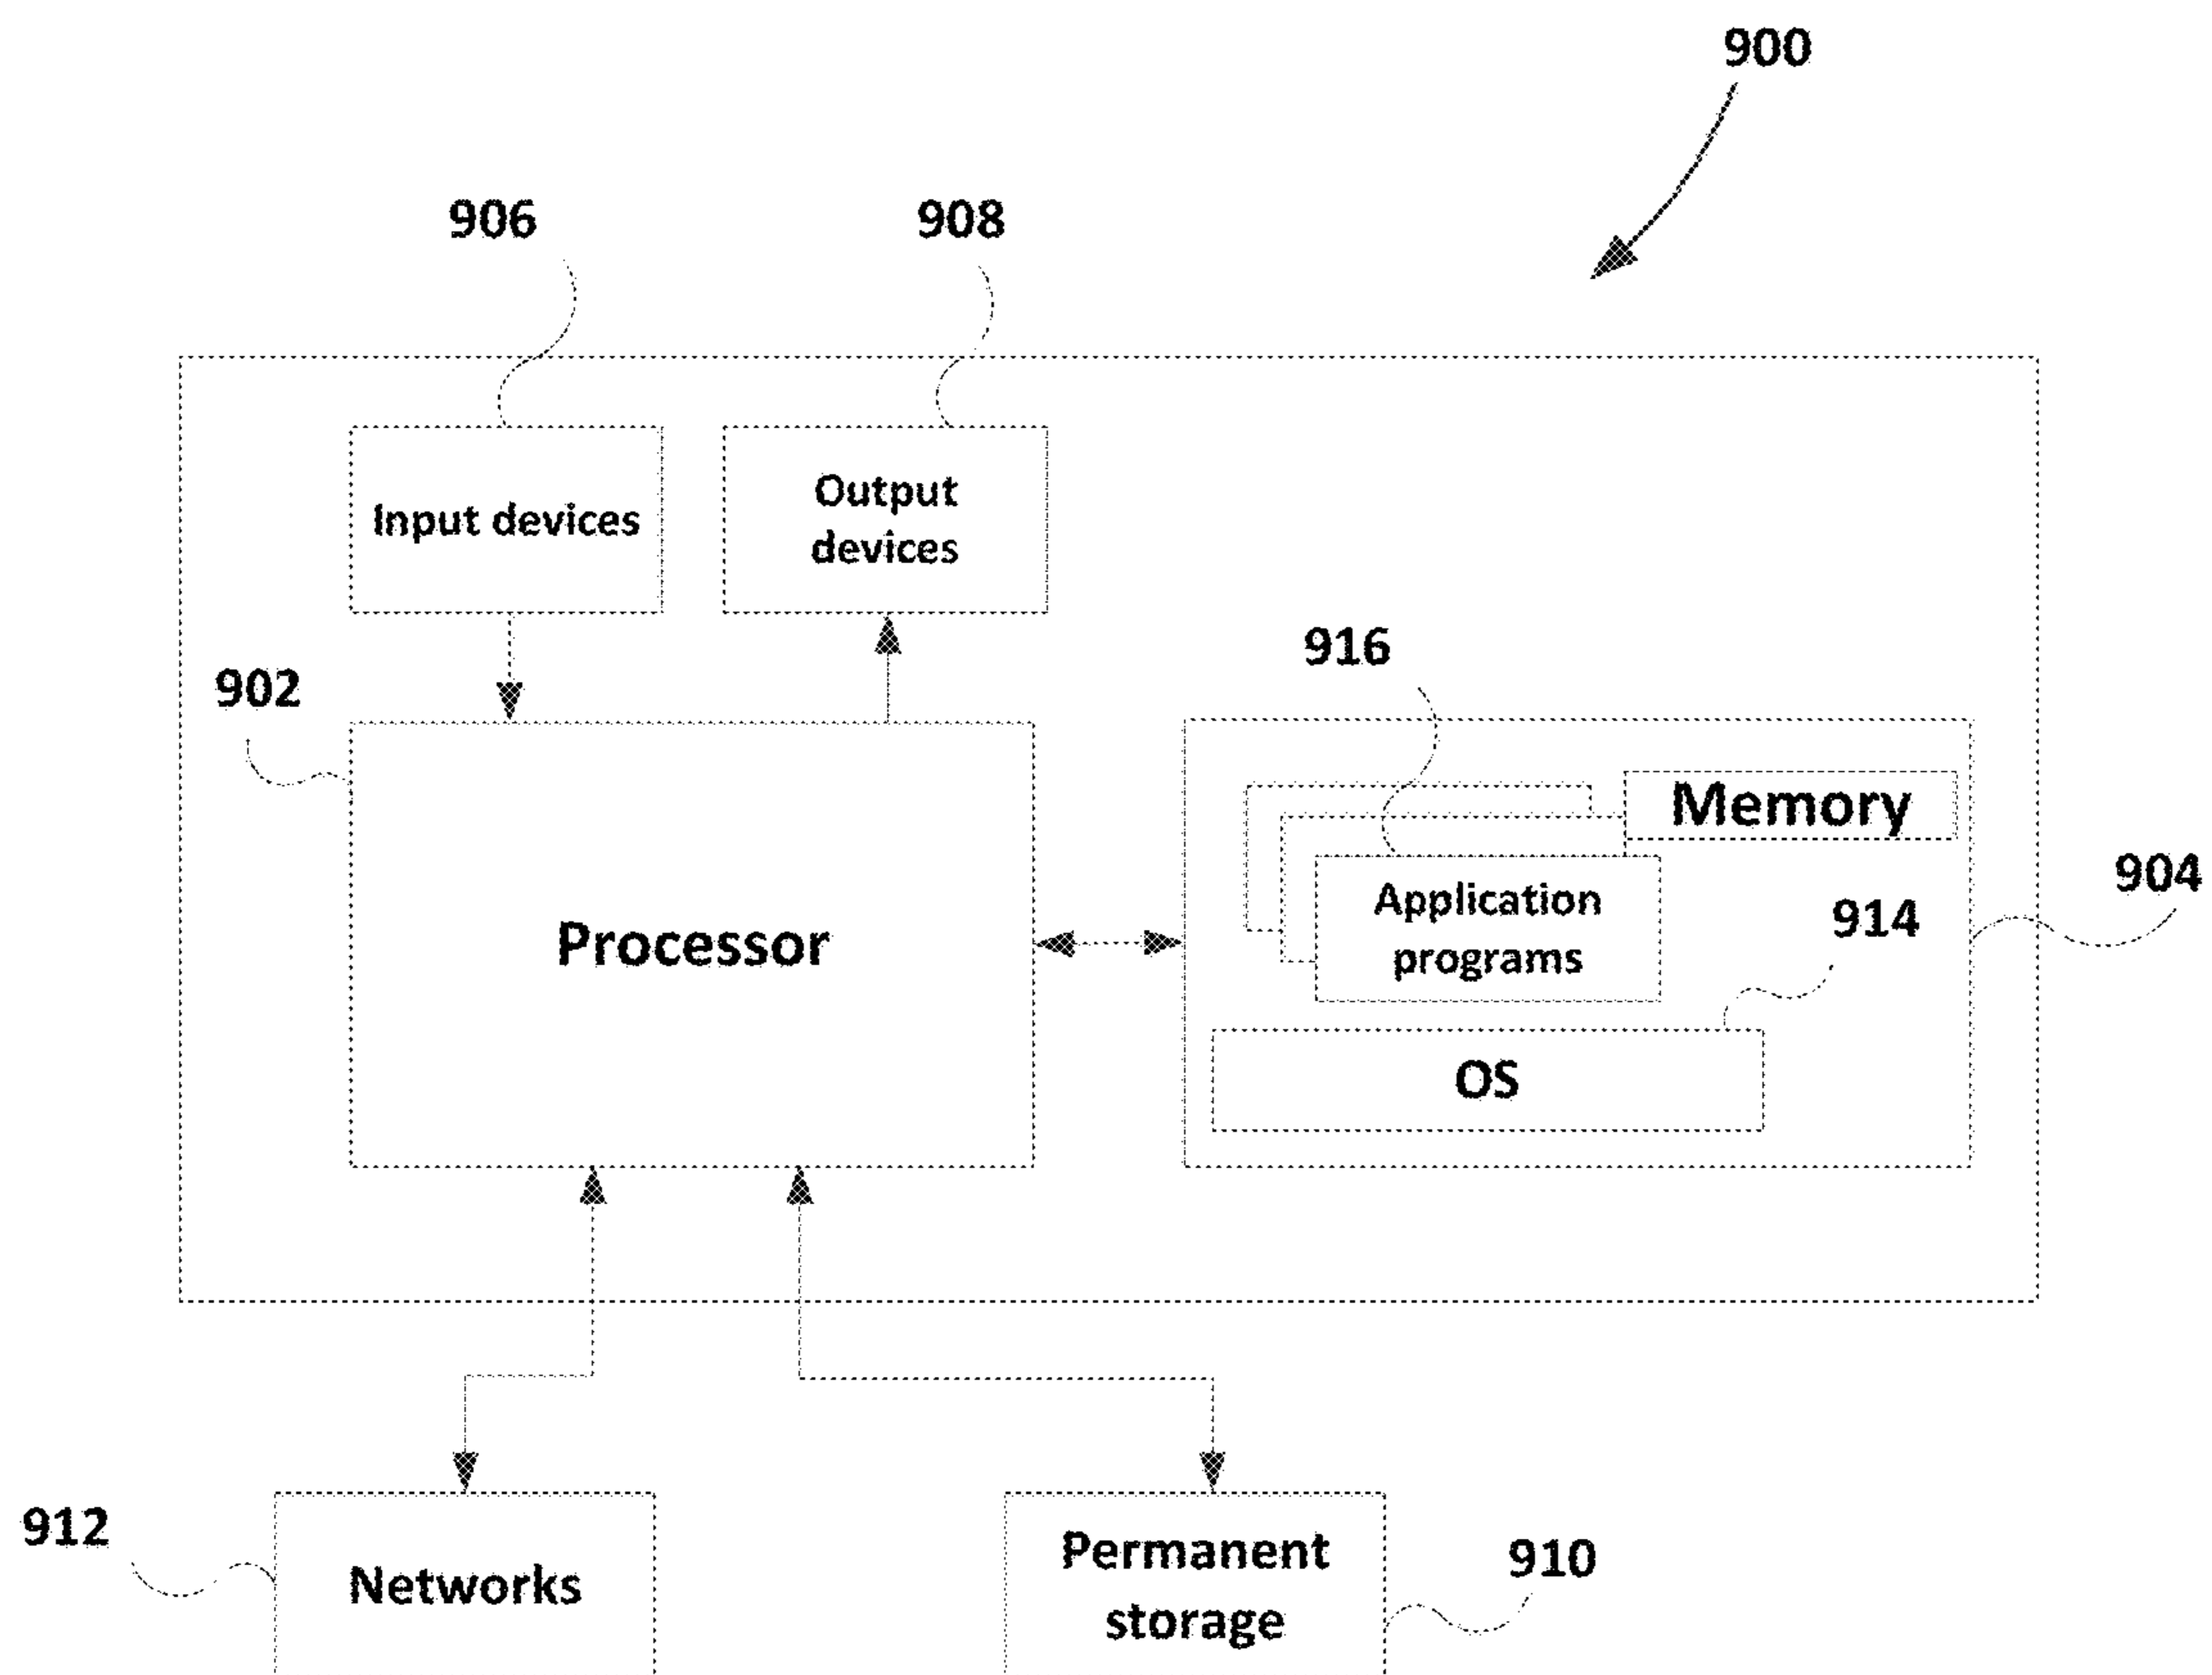 900
906
908
Input devices
Output
devices
902
916
Memory
Processor
Application
programs
904
914
OS
912
Networks
Permanent
storage
910